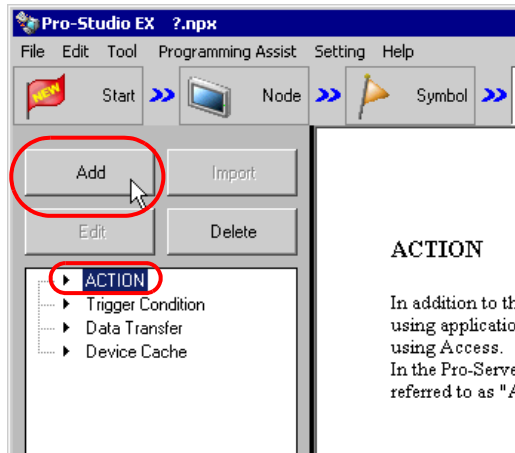 Pro-Studio EX ?.npx
File Edit Tool Programming Assist Setting Help
NEW Start Node Symbol
Add Import
Edit Delete
ACTION
Trigger Condition
Data Transfer
Device Cache
ACTION
In addition to th
using applicatio
using Access.
In the Pro-Serve
referred to as "A